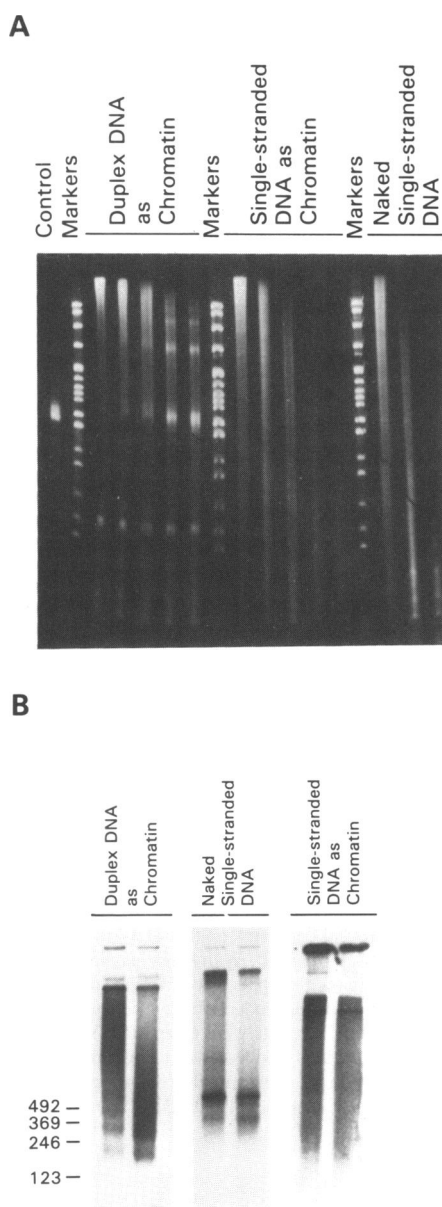 A
Control
Markers
Duplex DNA
as
Chromatin
Markers
Single-stranded
DNA as
Chromatin
Markers
Naked
Single-stranded
DNA
B
Duplex DNA
as
Chromatin
Naked
Single-stranded
DNA
Single-stranded
DNA as
Chromatin
492
369
246
123